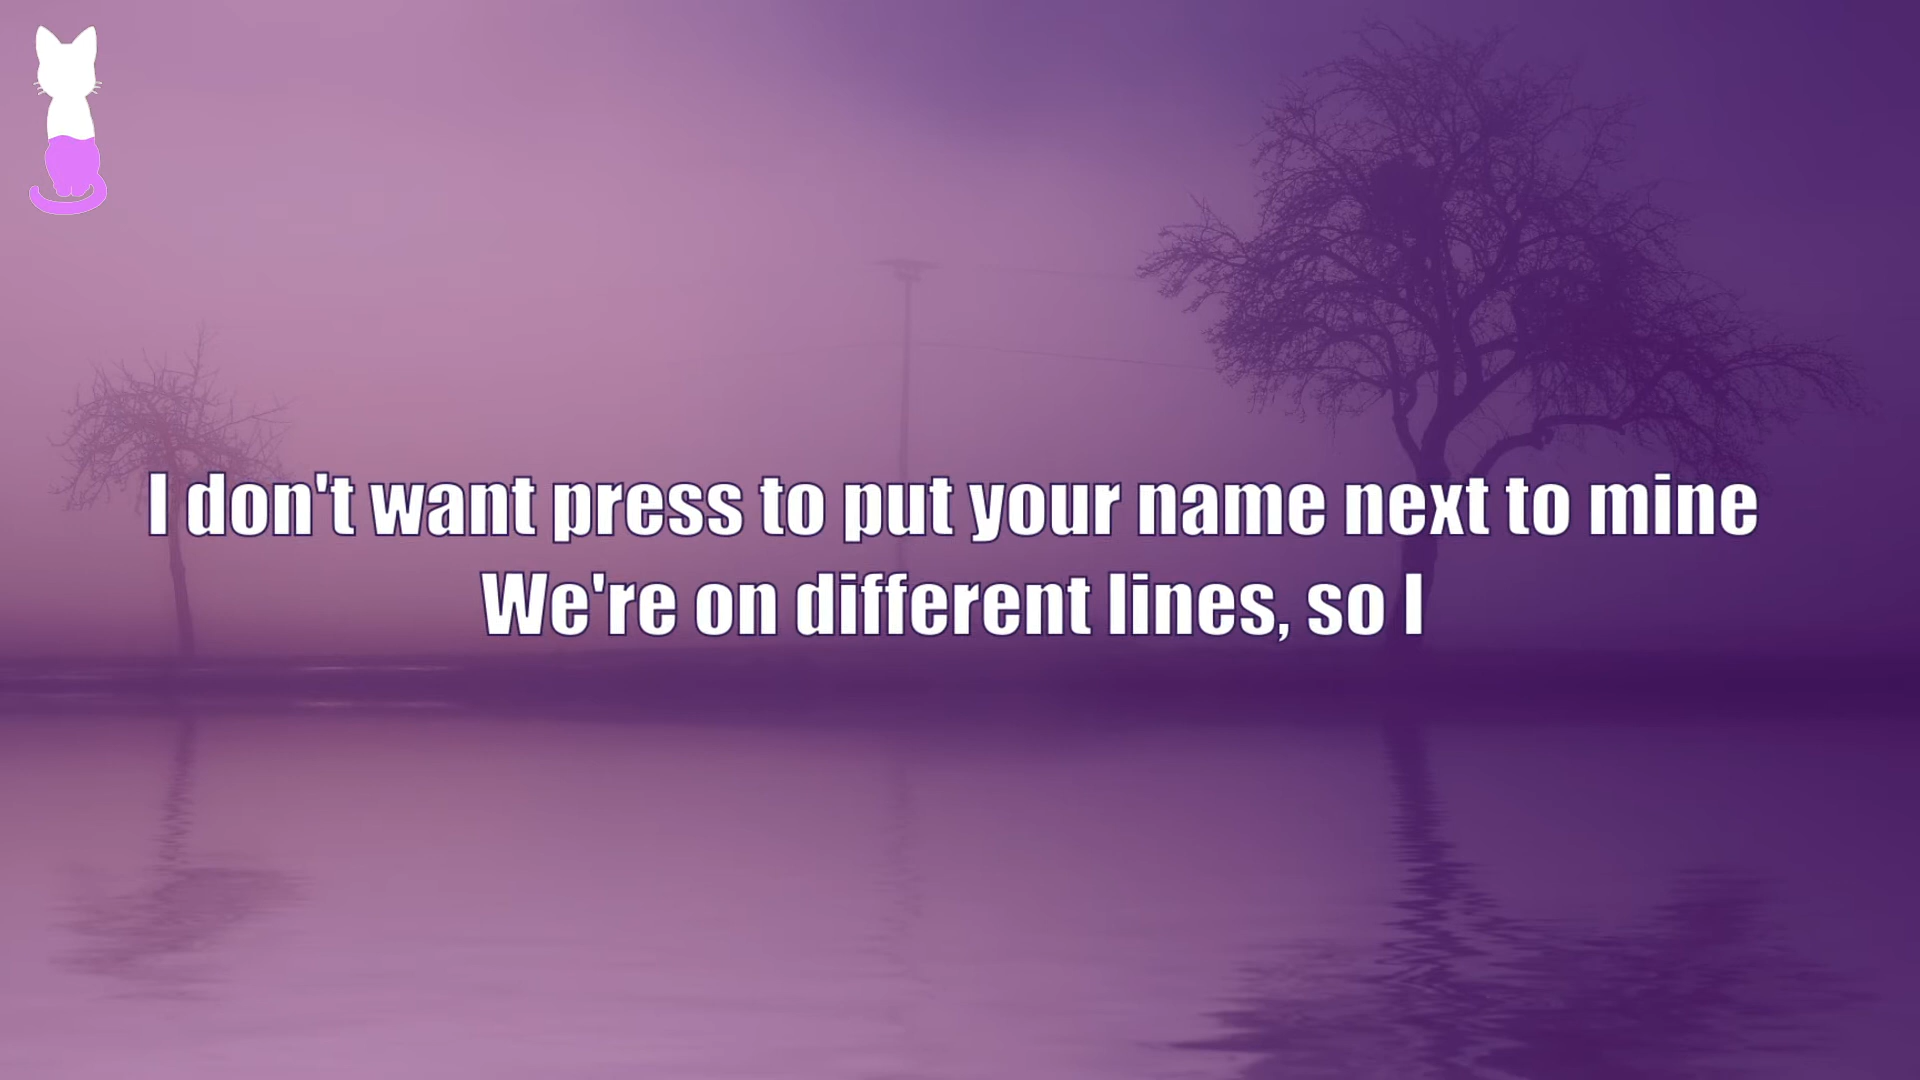 I don't want press to put your name next to mine
We're on different lines, so I